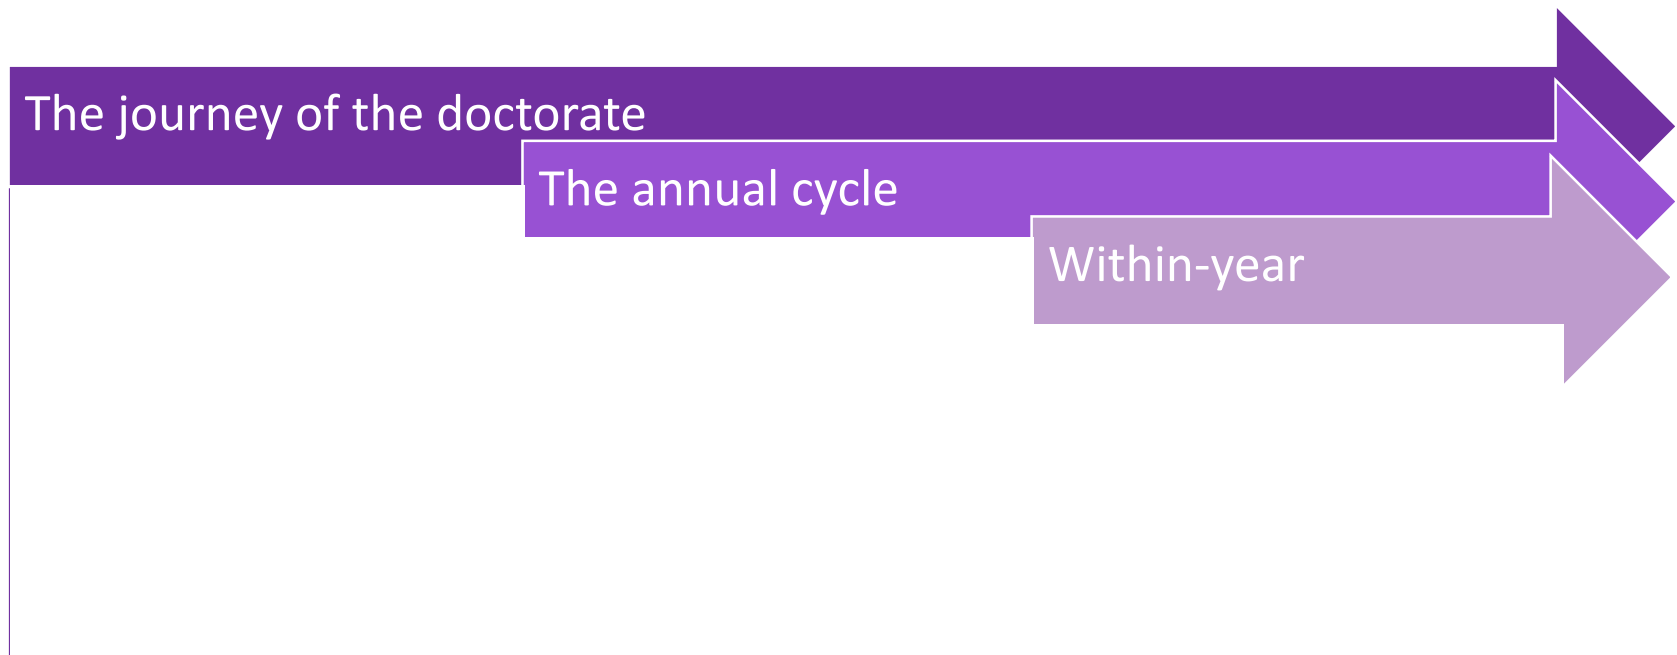 The journey of the doctorate
The annual cycle
Within-year